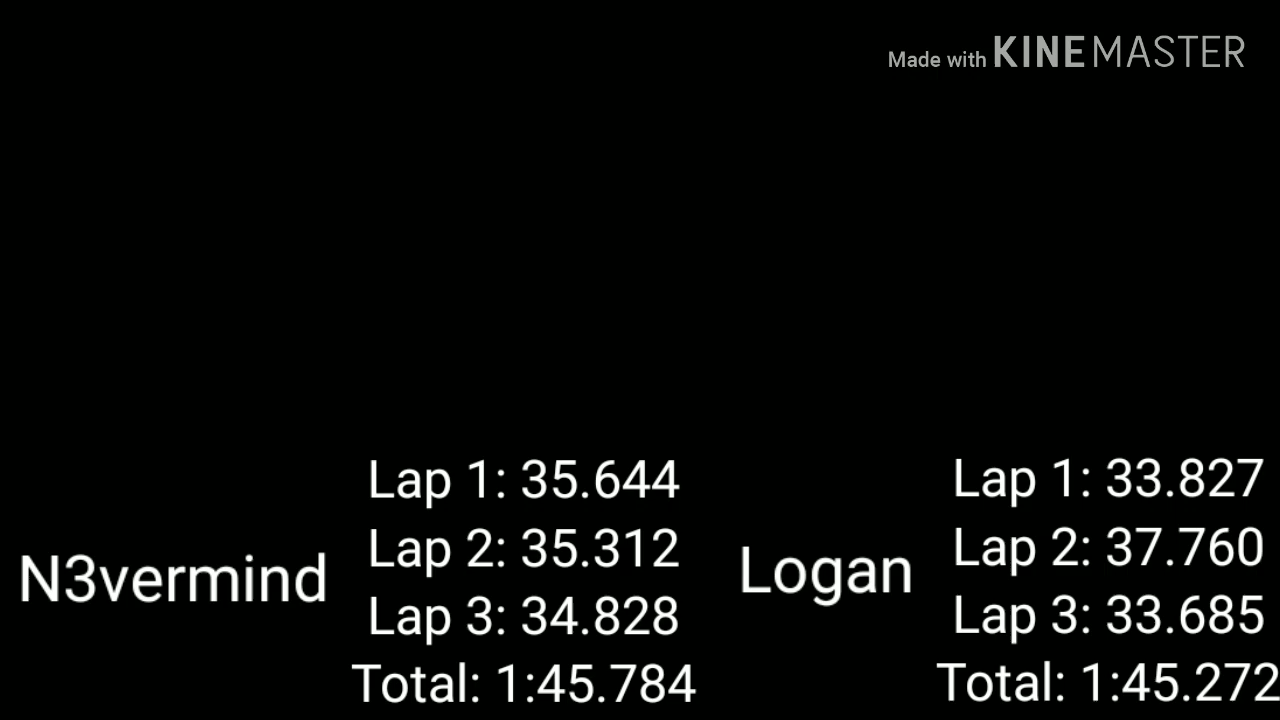 Made with KINEMASTER
N3vermind
Lap 1: 35.644
Lap 2: 35.312
Lap 3: 34.828
Total: 1:45.784
Logan
Lap 1: 33.827
Lap 2: 37.760
Lap 3: 33.685
Total: 1:45.272